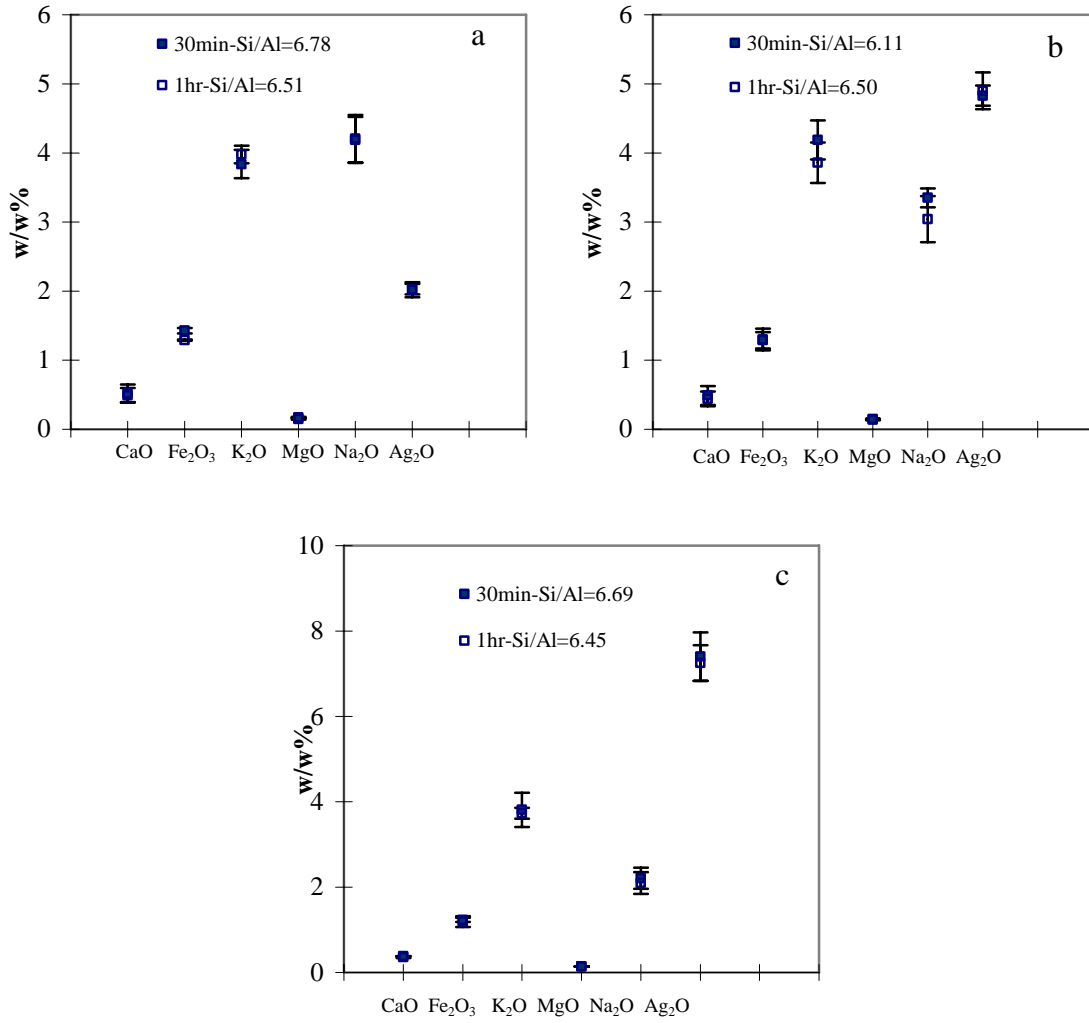 a
30min-Si/Al=6.78
1hr-Si/Al=6.51
w/w%
6
5
4
3
2
1
0
CaO Fe₂O₃ K₂O MgO Na₂O Ag₂O
b
30min-Si/Al=6.11
1hr-Si/Al=6.50
w/w%
6
5
4
3
2
1
0
CaO Fe₂O₃ K₂O MgO Na₂O Ag₂O
c
30min-Si/Al=6.69
1hr-Si/Al=6.45
w/w%
10
8
6
4
2
0
CaO Fe₂O₃ K₂O MgO Na₂O Ag₂O